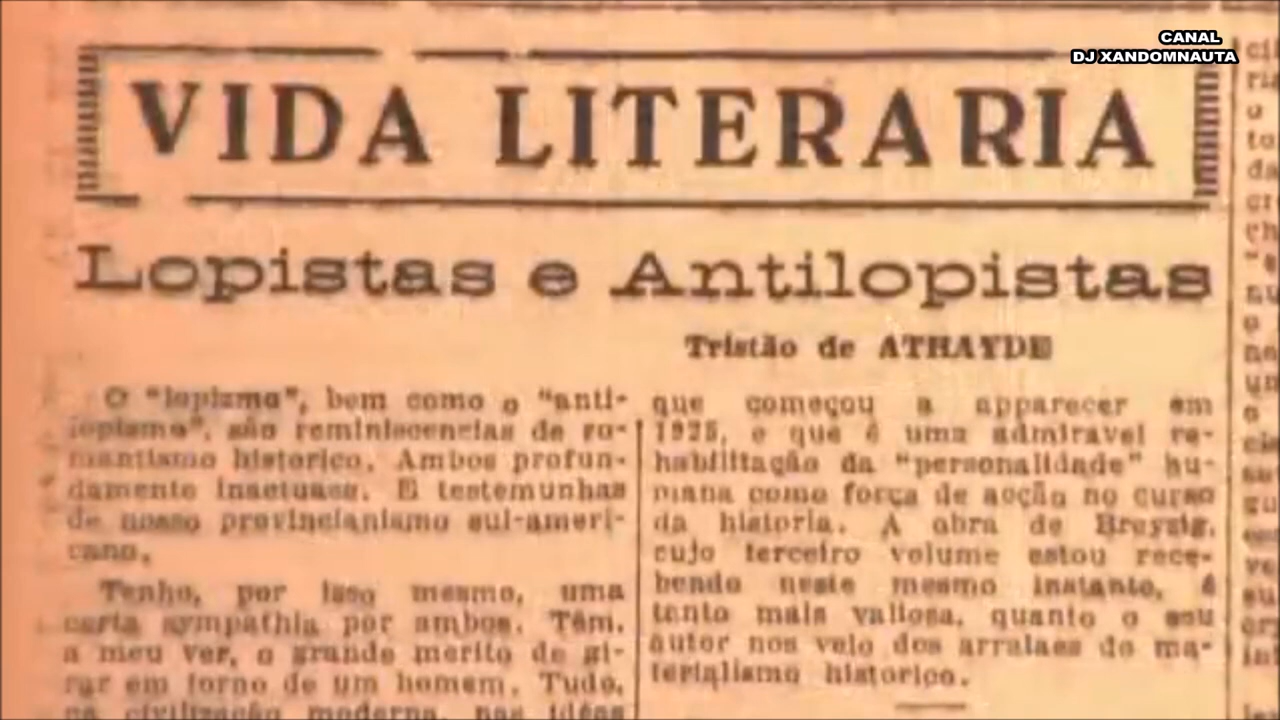 CANAL
DJ XANDOMNAUTA
VIDA LITERARIA
Lopistas e Antilopistas
Tristão de ATHAYDE
O "lopismo", bem como o "anti-
lopismo", são reminiscencias de ro-
mantismo historico. Ambos profun-
damente inactuaes. E testemunhas
de nosso provincianismo sul-ameri-
cano.
Tenho, por isso mesmo, uma
certa sympathia por ambos. Têm,
a meu ver, o grande merito de gi-
rar em torno de um homem. Tudo,
na civilização moderna, nas idéas
que começou a apparecer em
1925, e que é uma admiravel re-
habilitação da "personalidade" hu-
mana como força de acção no curso
da historia. A obra de Breysig,
cujo terceiro volume estou rece-
bendo neste mesmo instante, é
tanto mais valiosa, quanto o seu
autor nos veio dos arraiaes do ma-
terialismo historico.